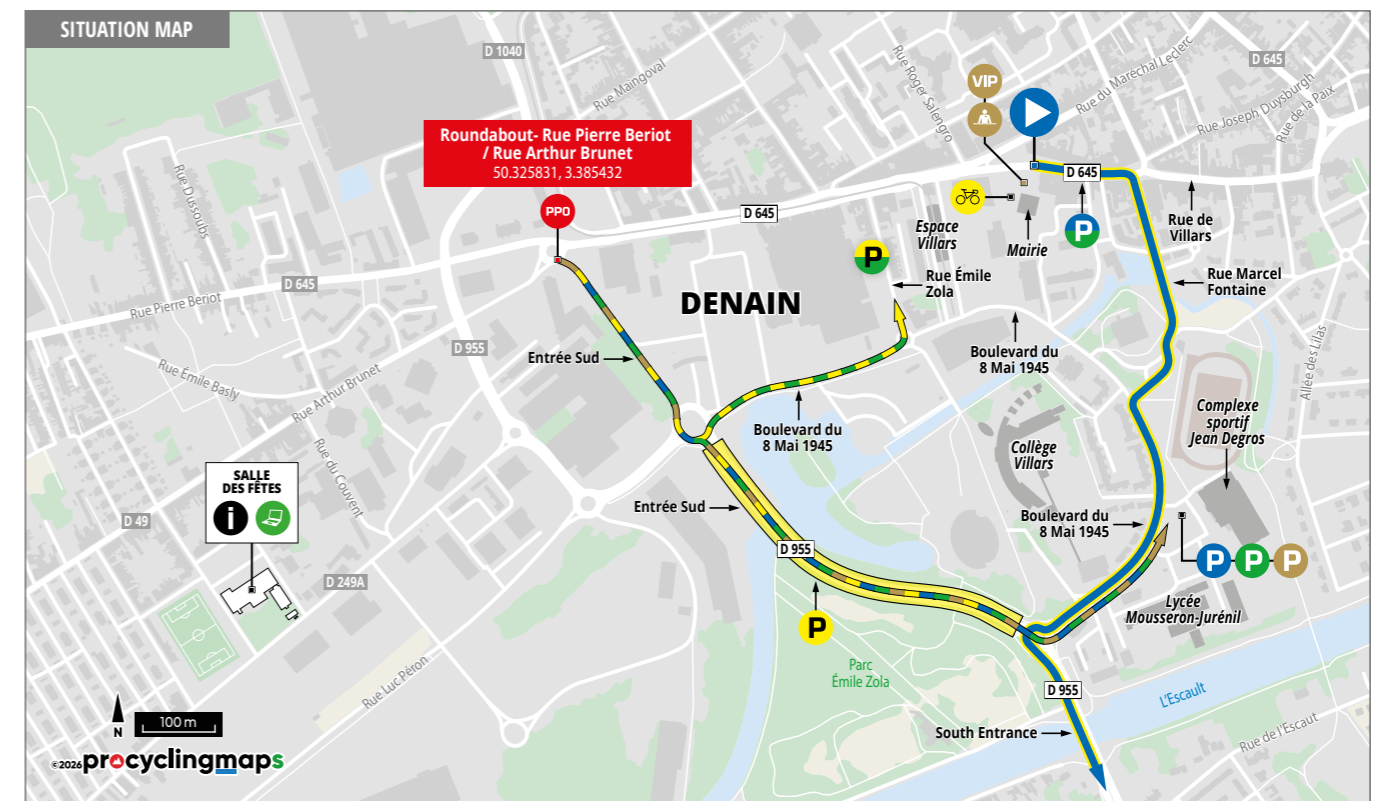 SITUATION MAP
D 1040
Rue Maingoval
Rue Roger Salengro
Rue du Maréchal Leclerc
D 645
Rue Joseph Duysburgh
Rue de la Paix
VIP
Roundabout- Rue Pierre Beriot
/ Rue Arthur Brunet
50.325831, 3.385432
PPO
Rue Dussoubs
D 645
D 645
P
Espace
Villars
Mairie
Rue de
Villars
P
Rue Émile
Zola
Rue Marcel
Fontaine
D 645
Rue Pierre Beriot
DENAIN
D 955
Entrée Sud
Boulevard du
8 Mai 1945
Rue Émile Basly
Rue Arthur Brunet
Allée des Lilas
Complexe
sportif
Jean Degros
Boulevard du
8 Mai 1945
Collège
Villars
Rue du Couvent
SALLE
DES FÊTES
i
D 49
Entrée Sud
Boulevard du
8 Mai 1945
D 955
P
P
P
D 249A
Lycée
Mousseron-Jurénil
P
Parc
Émile Zola
Rue Luc Péron
D 955
L'Escault
South Entrance
Rue de l'Escaut
N
100 m
©2026 procyclingmaps